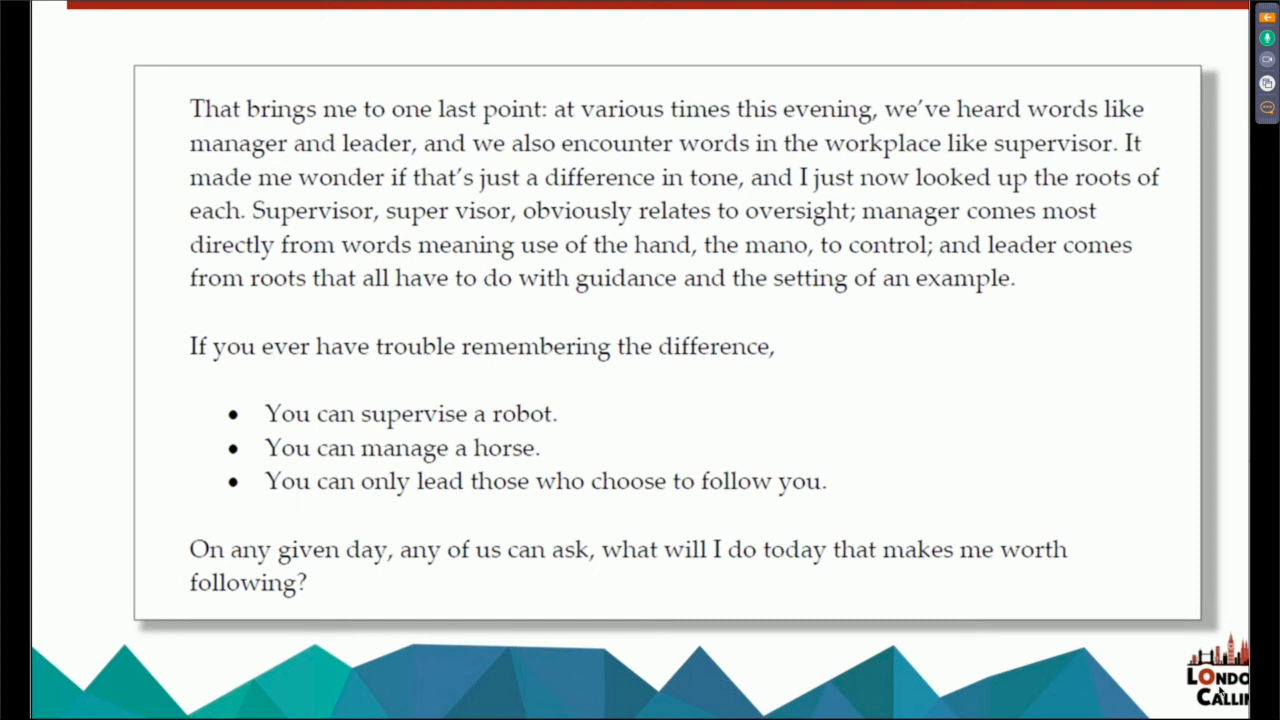 That brings me to one last point: at various times this evening, we’ve heard words like
manager and leader, and we also encounter words in the workplace like supervisor. It
made me wonder if that’s just a difference in tone, and I just now looked up the roots of
each. Supervisor, super visor, obviously relates to oversight; manager comes most
directly from words meaning use of the hand, the mano, to control; and leader comes
from roots that all have to do with guidance and the setting of an example.
If you ever have trouble remembering the difference,
• You can supervise a robot.
• You can manage a horse.
• You can only lead those who choose to follow you.
On any given day, any of us can ask, what will I do today that makes me worth
following?